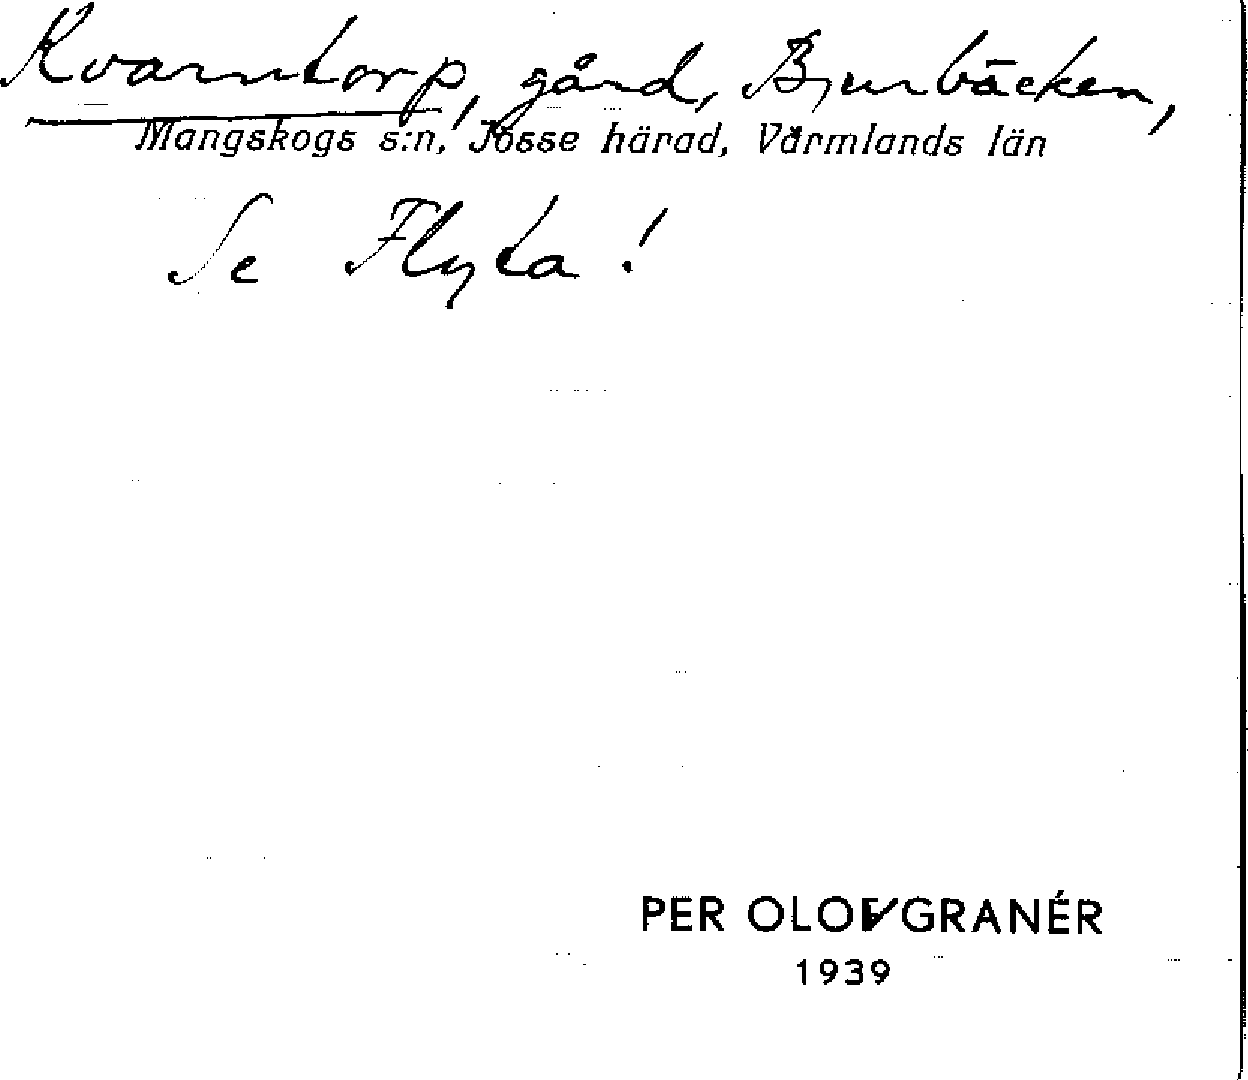 Kvarntorp, gård, Bjurbäcken,
Mangskogs s:n, Jösse härad, Värmlands län
Se Flyta!
PER OLOF GRANÉR
1939